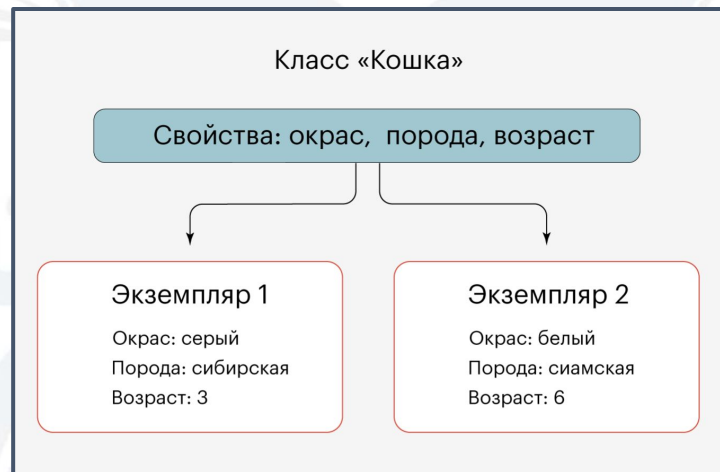 Класс «Кошка»
Свойства: окрас, порода, возраст
Экземпляр 1
Окрас: серый
Порода: сибирская
Возраст: 3
Экземпляр 2
Окрас: белый
Порода: сиамская
Возраст: 6